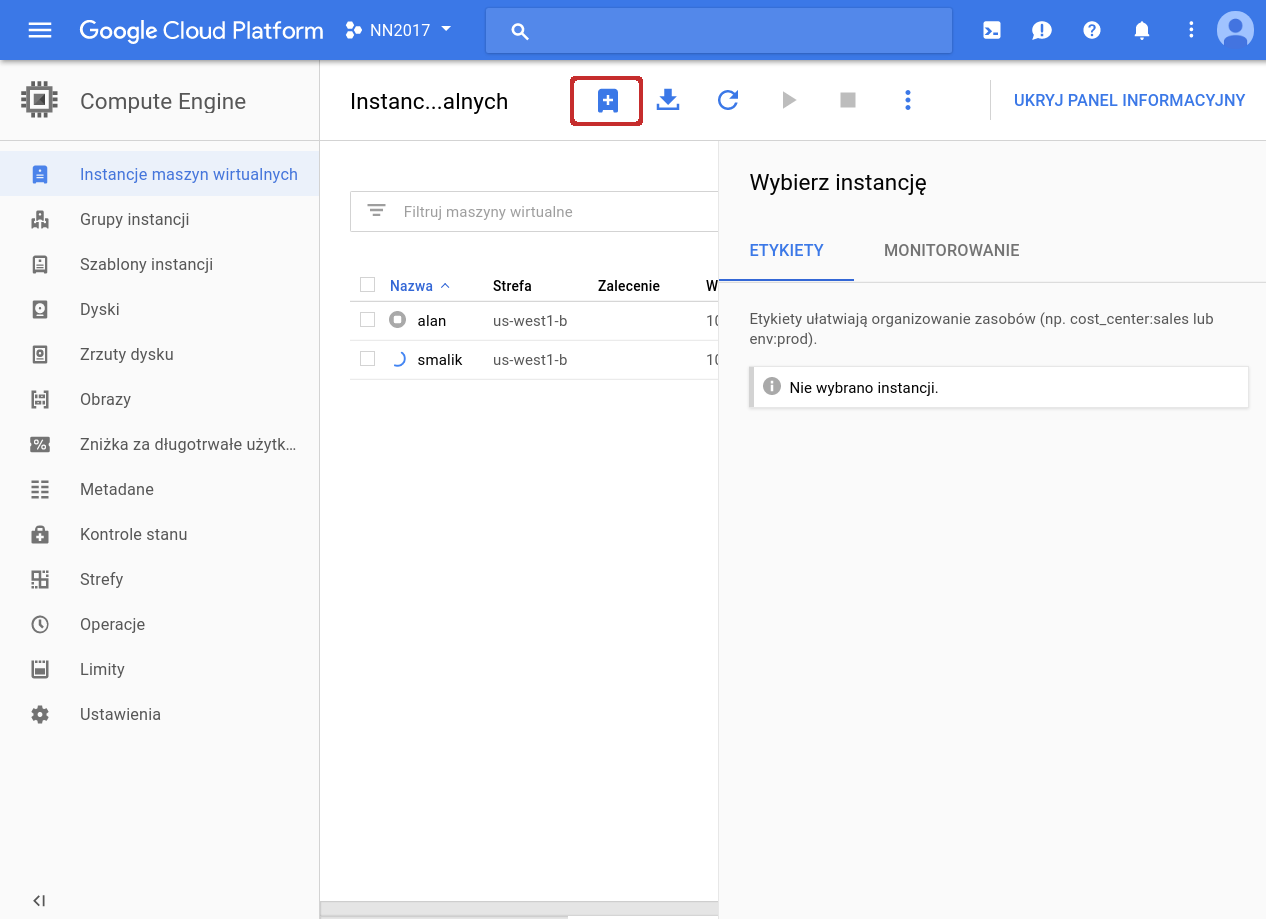 Google Cloud Platform
NN2017
Compute Engine
Instanc...alnych
UKRYJ PANEL INFORMACYJNY
Instancje maszyn wirtualnych
Grupy instancji
Szablony instancji
Dyski
Zrzuty dysku
Obrazy
Zniżka za długotrwałe użytk...
Metadane
Kontrole stanu
Strefy
Operacje
Limity
Ustawienia
Filtruj maszyny wirtualne
Nazwa Strefa Zalecenie W
alan us-west1-b 10
smalik us-west1-b 10
Wybierz instancję
ETYKIETY MONITOROWANIE
Etykiety ułatwiają organizowanie zasobów (np. cost_center:sales lub
env:prod).
Nie wybrano instancji.